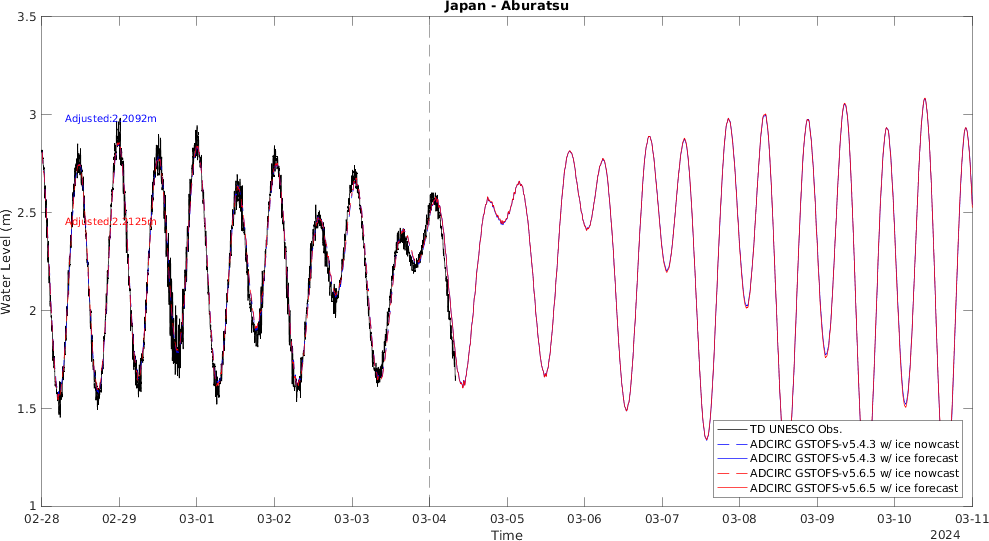 Japan - Aburatsu
3.5
3
2.5
2
1.5
1
Water Level (m)
Adjusted:2.2092m
Adjusted:2.2125m
TD UNESCO Obs.
ADCIRC GSTOFS-v5.4.3 w/ ice nowcast
ADCIRC GSTOFS-v5.4.3 w/ ice forecast
ADCIRC GSTOFS-v5.6.5 w/ ice nowcast
ADCIRC GSTOFS-v5.6.5 w/ ice forecast
02-28 02-29 03-01 03-02 03-03 03-04 03-05 03-06 03-07 03-08 03-09 03-10 03-11
Time
2024